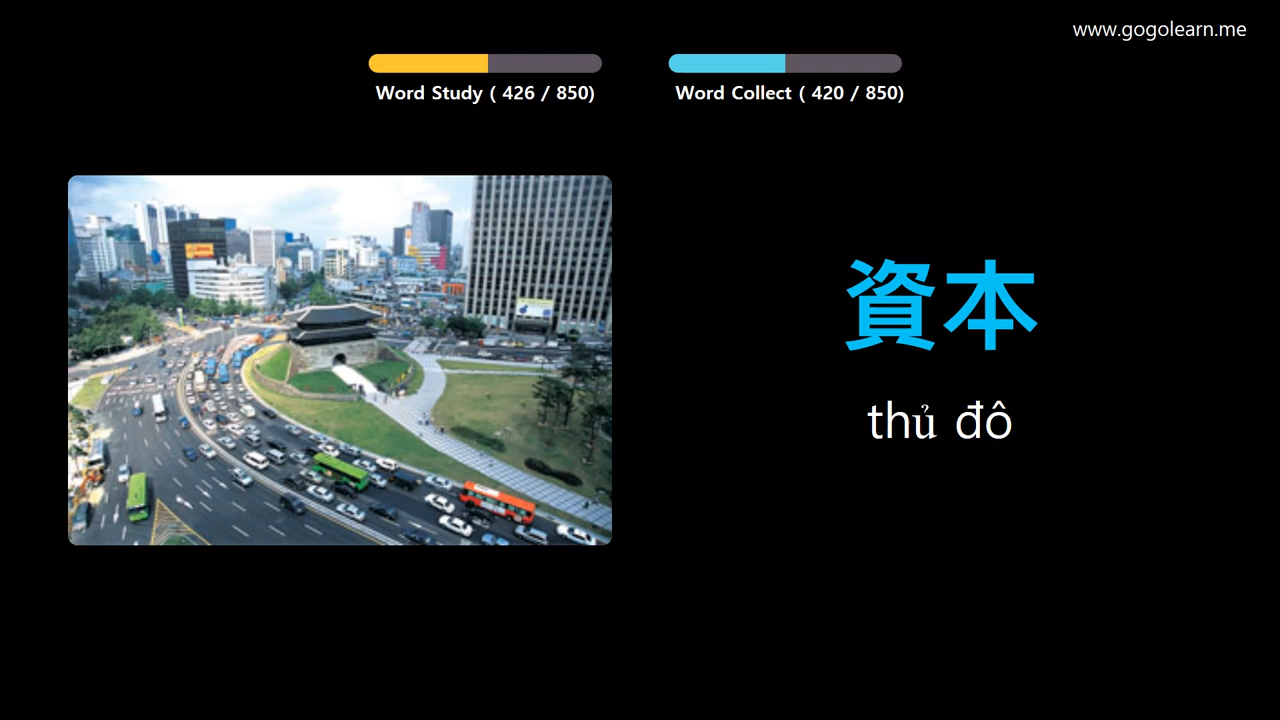 www.gogolearn.me
Word Study ( 426 / 850)
Word Collect ( 420 / 850)
資本
thủ đô